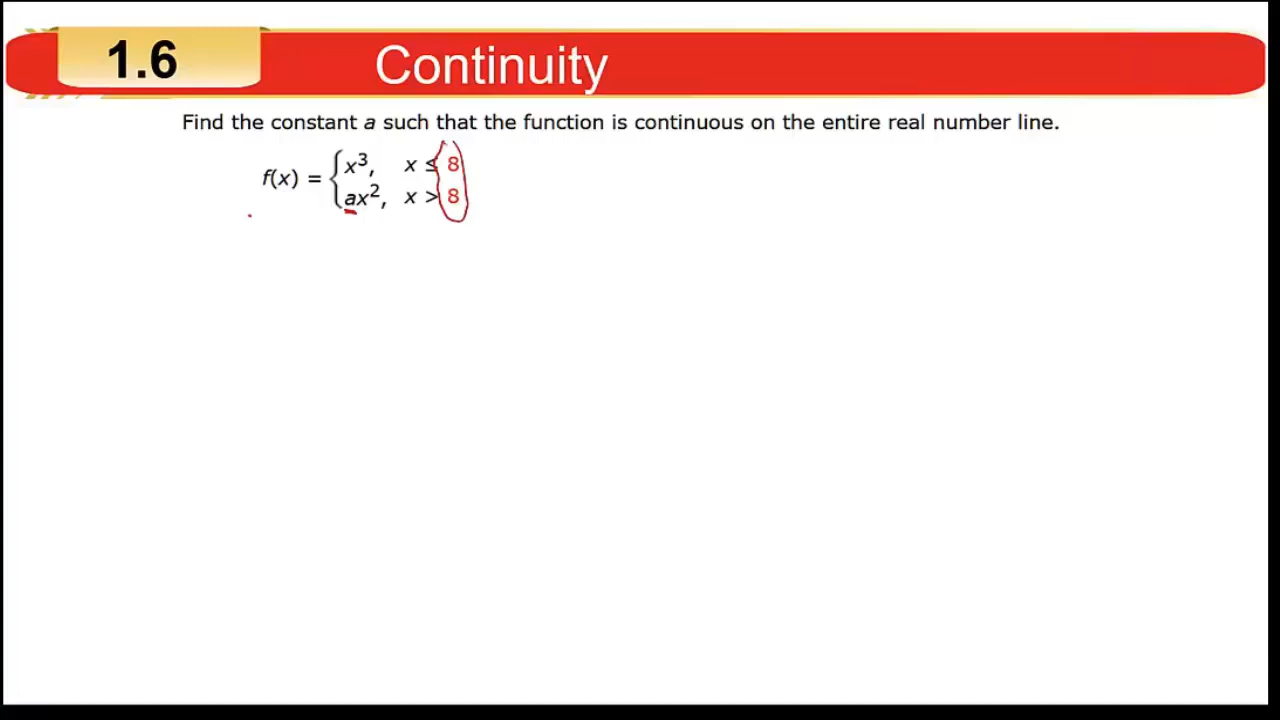 1.6 Continuity
Find the constant a such that the function is continuous on the entire real number line.
f(x) = { x³, x ≤ 8
ax², x > 8